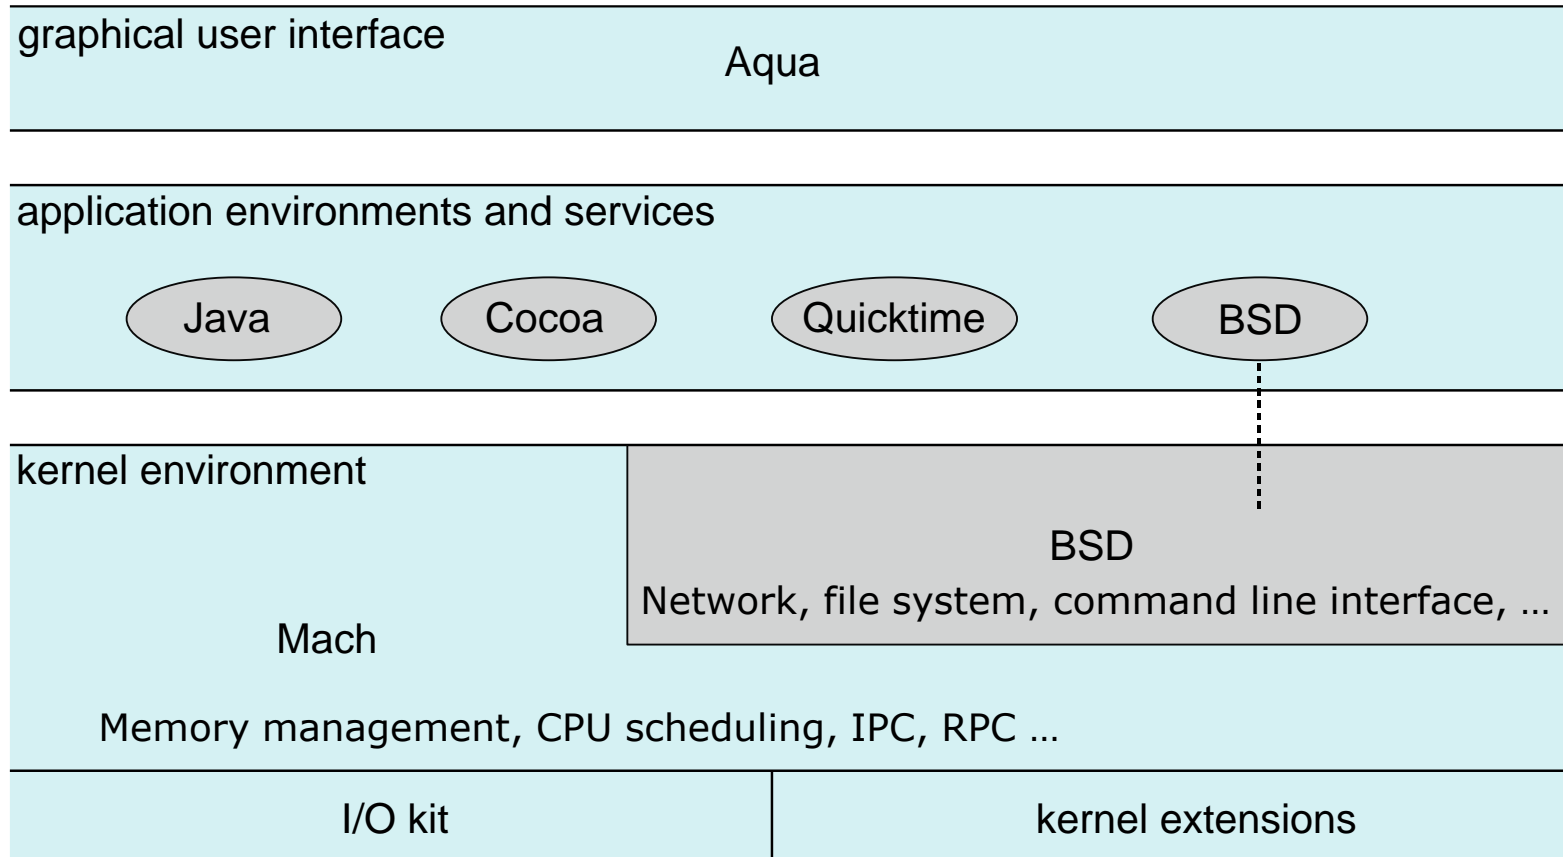 graphical user interface
Aqua
application environments and services
Java
Cocoa
Quicktime
BSD
kernel environment
BSD
Network, file system, command line interface, …
Mach
Memory management, CPU scheduling, IPC, RPC …
I/O kit
kernel extensions